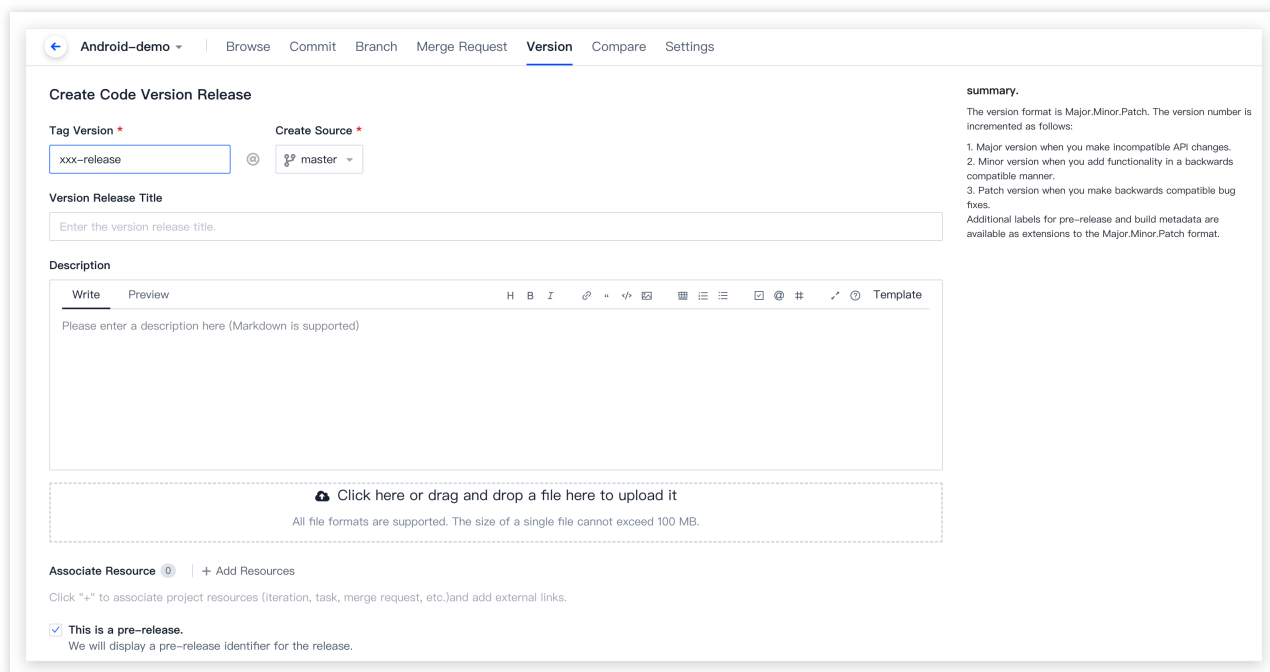 Android-demo Browse Commit Branch Merge Request Version Compare Settings
Create Code Version Release
Tag Version * Create Source *
xxx-release @ master
Version Release Title
Enter the version release title.
Description
Write Preview H B I “ </> @ # Template
Please enter a description here (Markdown is supported)
Click here or drag and drop a file here to upload it
All file formats are supported. The size of a single file cannot exceed 100 MB.
Associate Resource 0 + Add Resources
Click "+" to associate project resources (iteration, task, merge request, etc.)and add external links.
This is a pre-release.
We will display a pre-release identifier for the release.
summary.
The version format is Major.Minor.Patch. The version number is
incremented as follows:
1. Major version when you make incompatible API changes.
2. Minor version when you add functionality in a backwards
compatible manner.
3. Patch version when you make backwards compatible bug
fixes.
Additional labels for pre-release and build metadata are
available as extensions to the Major.Minor.Patch format.